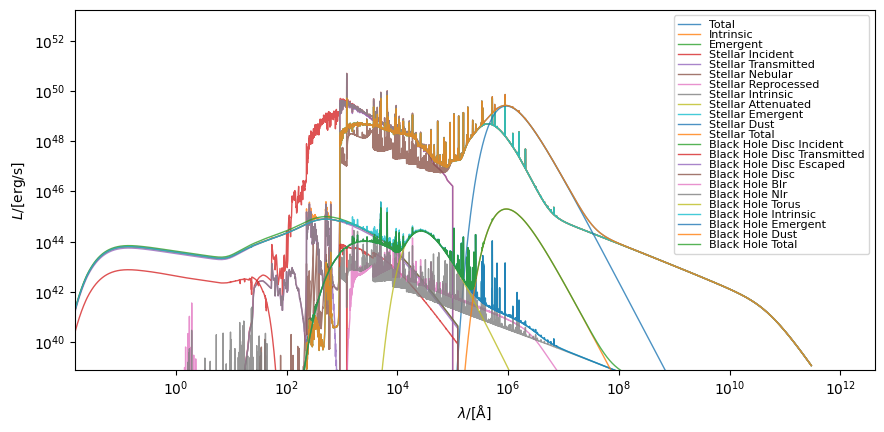 10^52
10^50
10^48
10^46
10^44
10^42
10^40
L/[erg/s]
10^0
10^2
10^4
10^6
10^8
10^10
10^12
λ/[Å]
Total
Intrinsic
Emergent
Stellar Incident
Stellar Transmitted
Stellar Nebular
Stellar Reprocessed
Stellar Intrinsic
Stellar Attenuated
Stellar Emergent
Stellar Dust
Stellar Total
Black Hole Disc Incident
Black Hole Disc Transmitted
Black Hole Disc Escaped
Black Hole Disc
Black Hole Blr
Black Hole Nlr
Black Hole Torus
Black Hole Intrinsic
Black Hole Emergent
Black Hole Dust
Black Hole Total